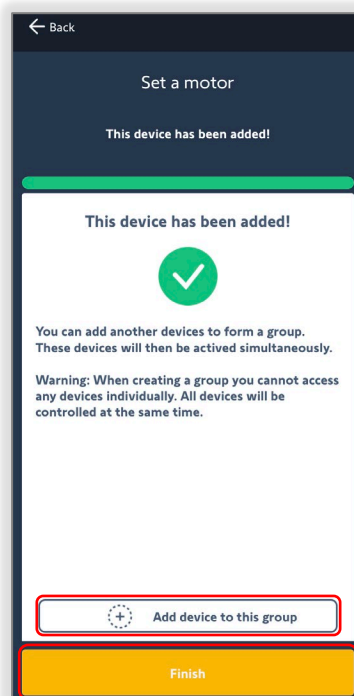 Back
Set a motor
This device has been added!
This device has been added!
You can add another devices to form a group.
These devices will then be actived simultaneously.
Warning: When creating a group you cannot access
any devices individually. All devices will be
controlled at the same time.
Add device to this group
Finish